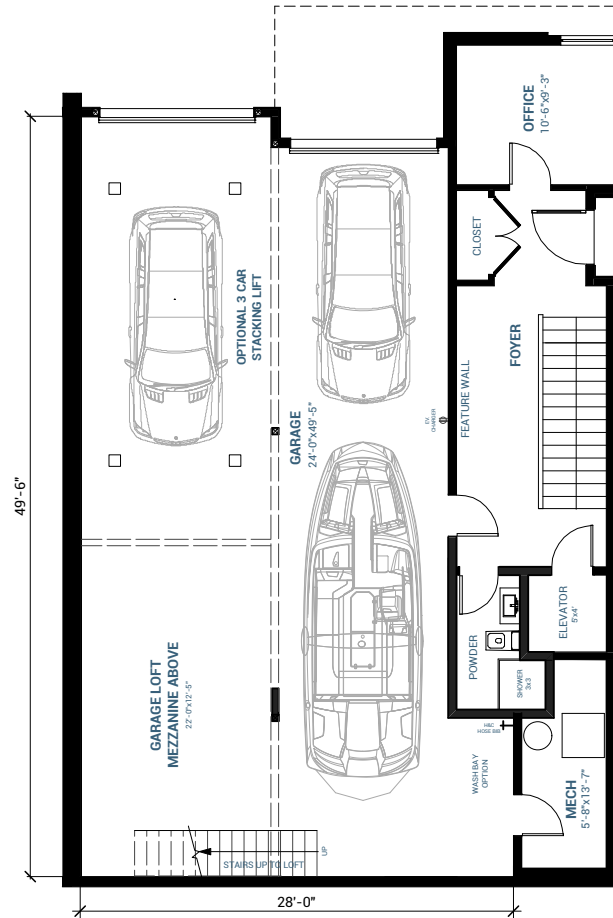 OFFICE
10'-6"x9'-3"
CLOSET
OPTIONAL 3 CAR
STACKING LIFT
FOYER
FEATURE WALL
EV
CHARGER
GARAGE
24'-0"x49'-5"
49'-6"
ELEVATOR
5'x4'
POWDER
SHOWER
3x3
GARAGE LOFT
MEZZANINE ABOVE
22'-0"x12'-5"
H&C
HOSE BIB
WASH BAY
OPTION
MECH
5'-8"x13'-7"
UP
STAIRS UP TO LOFT
28'-0"